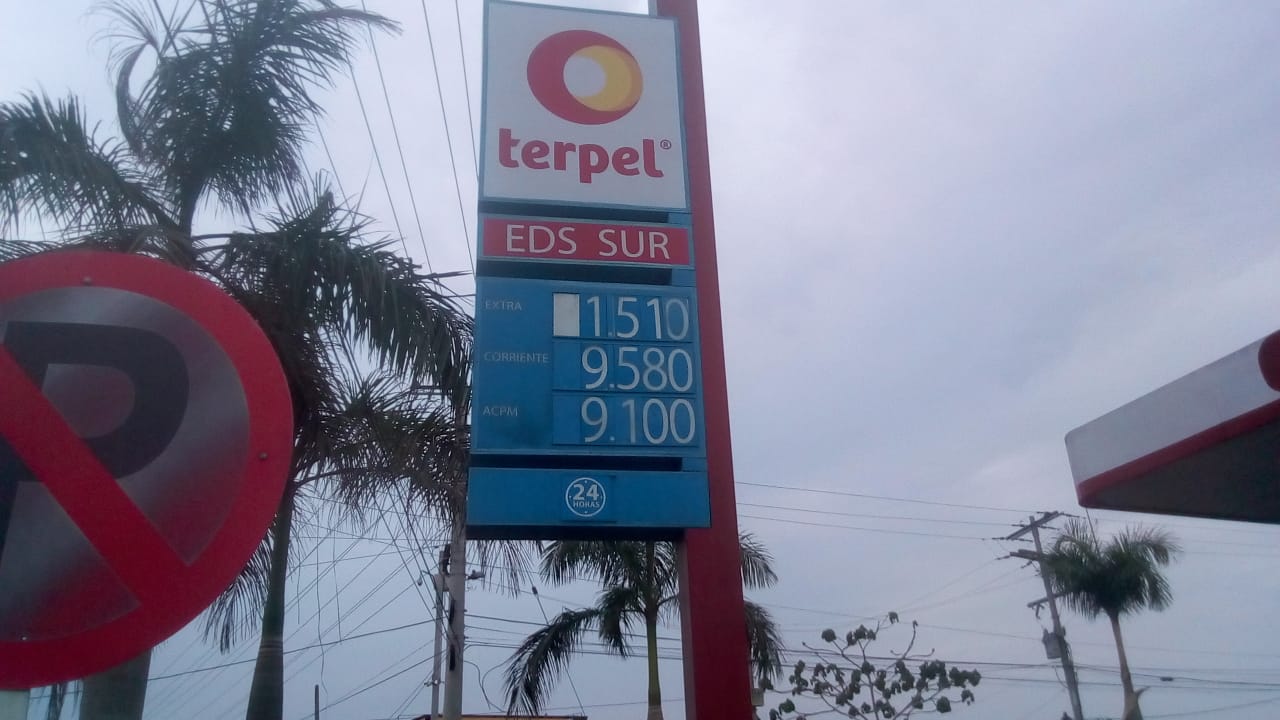 terpel®
EDS SUR
EXTRA 1.510
CORRIENTE 9.580
ACPM 9.100
24
HORAS
P